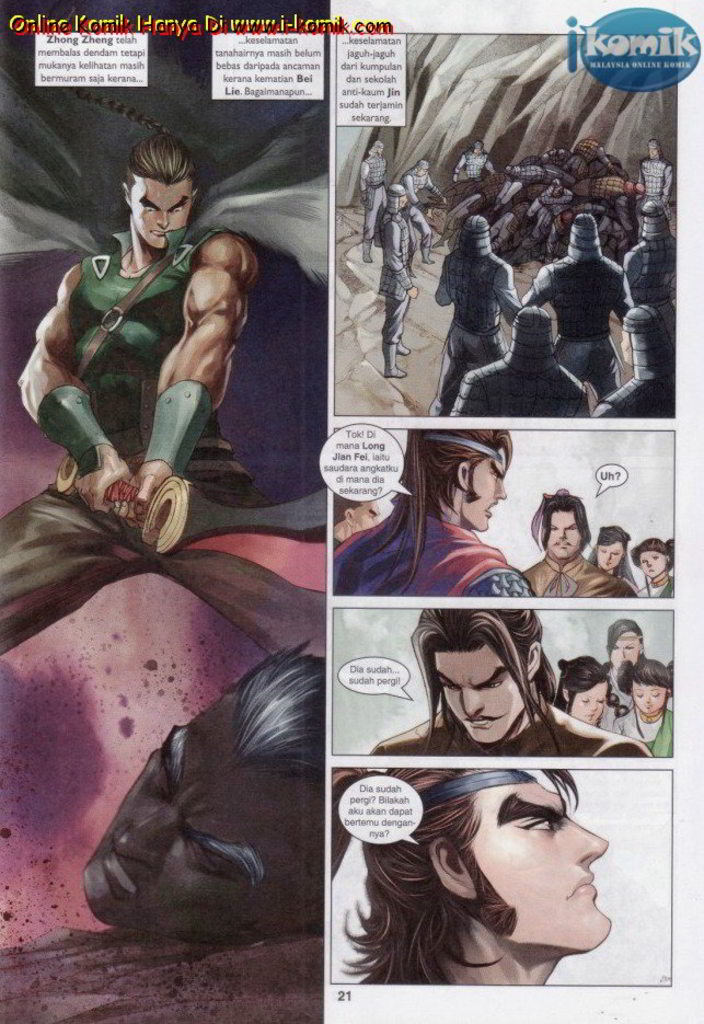 Online Komik Hanya Di www.i-komik.com
ikomik
MALAYSIA ONLINE KOMIK
Zhong Zheng telah
membalas dendam tetapi
mukanya kelihatan masih
bermuram saja kerana...
...keselamatan
tanahairnya masih belum
bebas daripada ancaman
kerana kematian Bei
Lie. Bagaimanapun...
...keselamatan
jaguh-jaguh
dari kumpulan
dan sekolah
anti-kaum Jin
sudah terjamin
sekarang.
Tok! Di
mana Long
Jian Fei, iaitu
saudara angkatku
di mana dia
sekarang?
Uh?
Dia sudah...
sudah pergi!
Dia sudah
pergi? Bilakah
aku akan dapat
bertemu dengan-
nya?
21